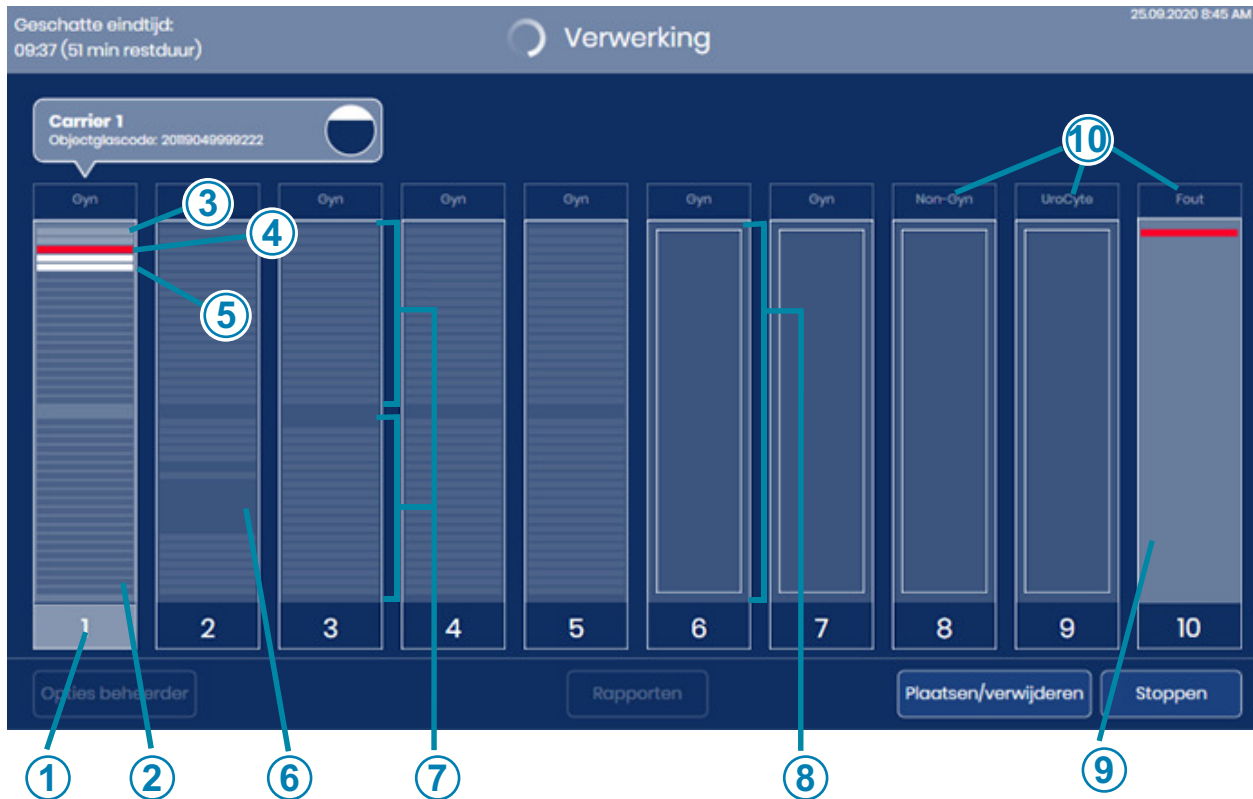 Geschatte eindtijd:
09:37 (51 min restduur)
Verwerking
25.09.2020 8:45 AM
Carrier 1
Objectglascode: 20119049999222
10
Gyn
Gyn
Gyn
Gyn
Gyn
Gyn
Non-Gyn
UroCyte
Fout
3
4
5
1
2
3
4
5
6
7
8
9
10
Opties beheerder
Rapporten
Plaatsen/verwijderen
Stoppen
1
2
6
7
8
9